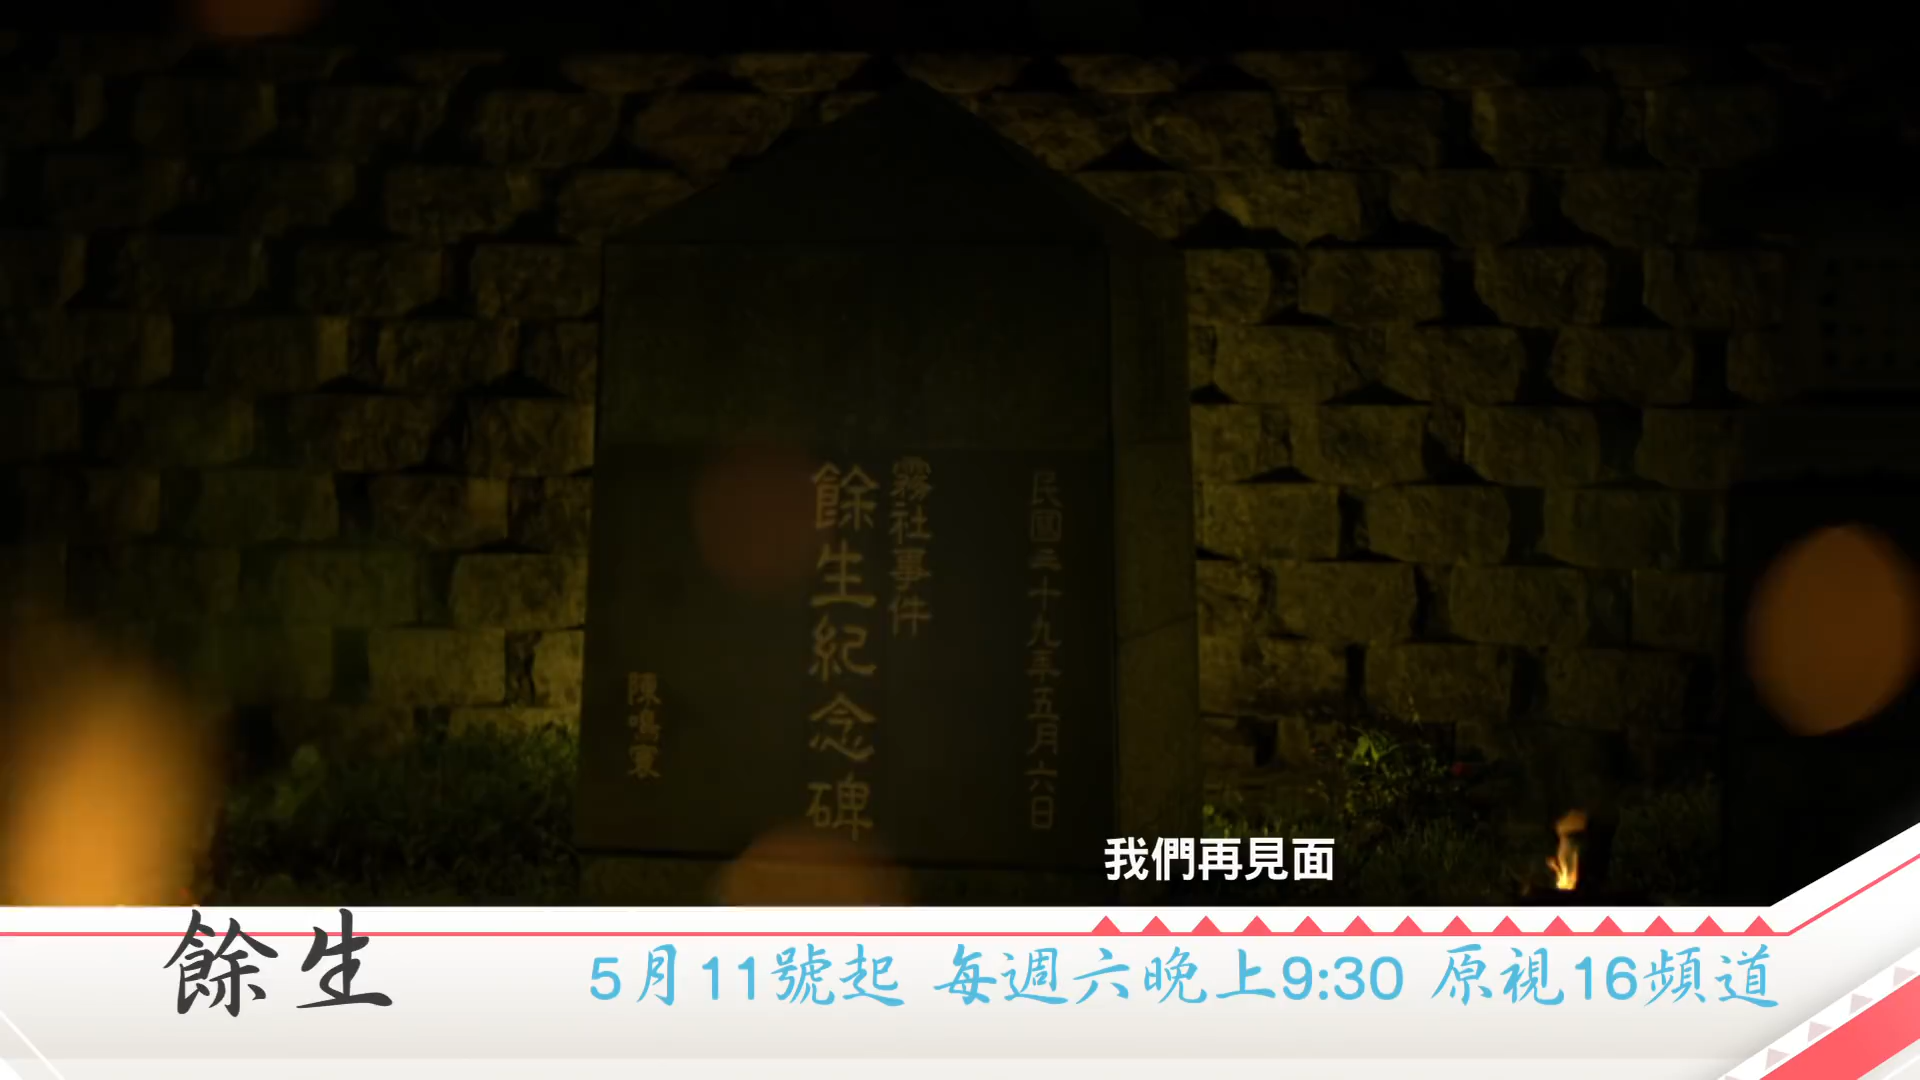 民國三十九年五月六日
霧社事件
餘生紀念碑
陳鳴寰
我們再見面
餘生
5月11號起 每週六晚上9:30 原視16頻道